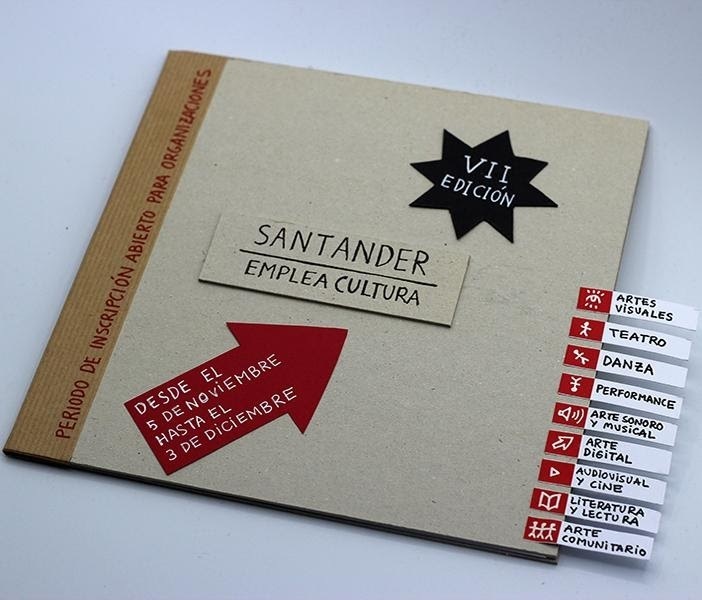 PERIODO DE INSCRIPCIÓN ABIERTO PARA ORGANIZACIONES
VII
EDICIÓN
SANTANDER
EMPLEA CULTURA
DESDE EL
5 DE NOVIEMBRE
HASTA EL
3 DE DICIEMBRE
ARTES
VISUALES
TEATRO
DANZA
PERFORMANCE
ARTE SONORO
Y MUSICAL
ARTE
DIGITAL
AUDIOVISUAL
Y CINE
LITERATURA
Y LECTURA
ARTE
COMUNITARIO